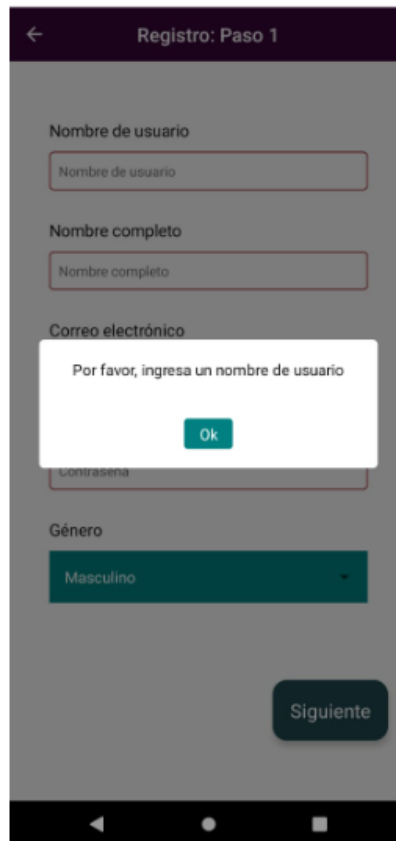 Registro: Paso 1
Nombre de usuario
Nombre de usuario
Nombre completo
Nombre completo
Correo electrónico
Por favor, ingresa un nombre de usuario
Ok
Contraseña
Género
Masculino
Siguiente